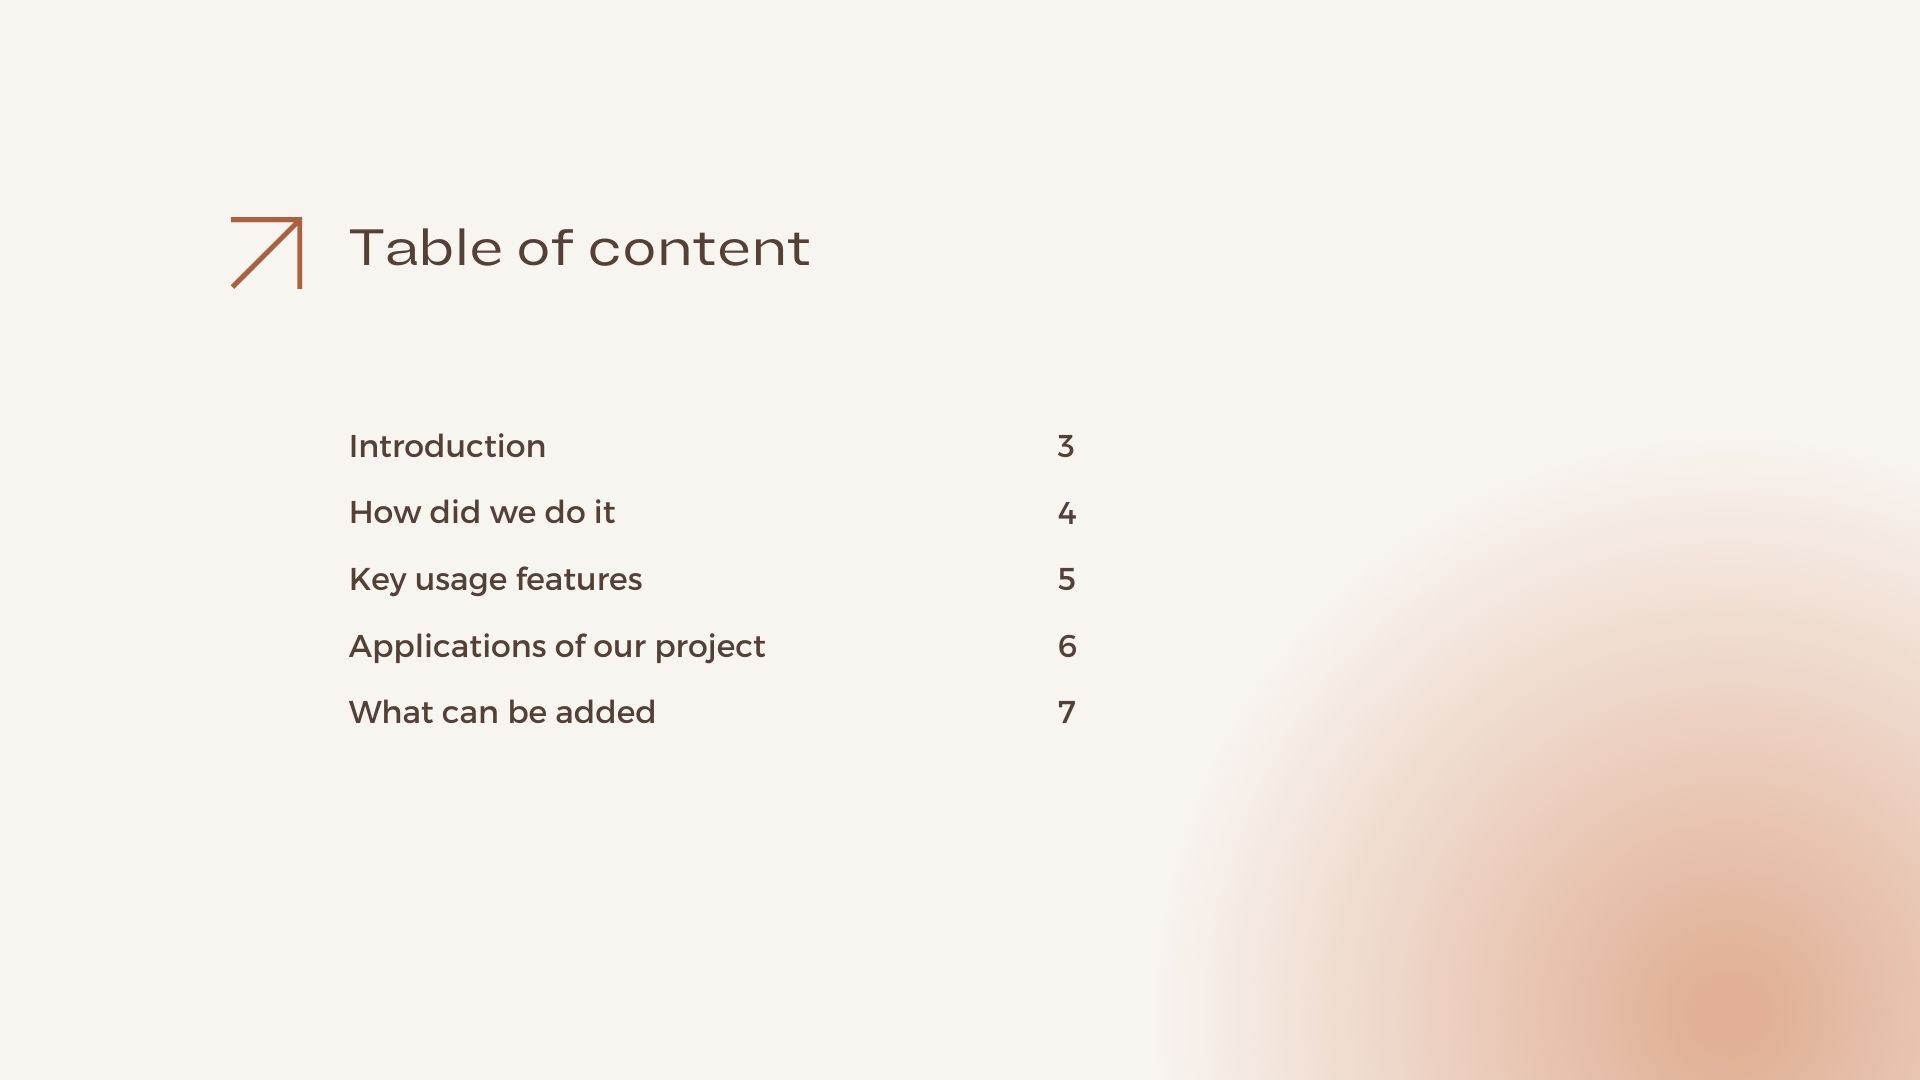 Table of content
Introduction 3
How did we do it 4
Key usage features 5
Applications of our project 6
What can be added 7